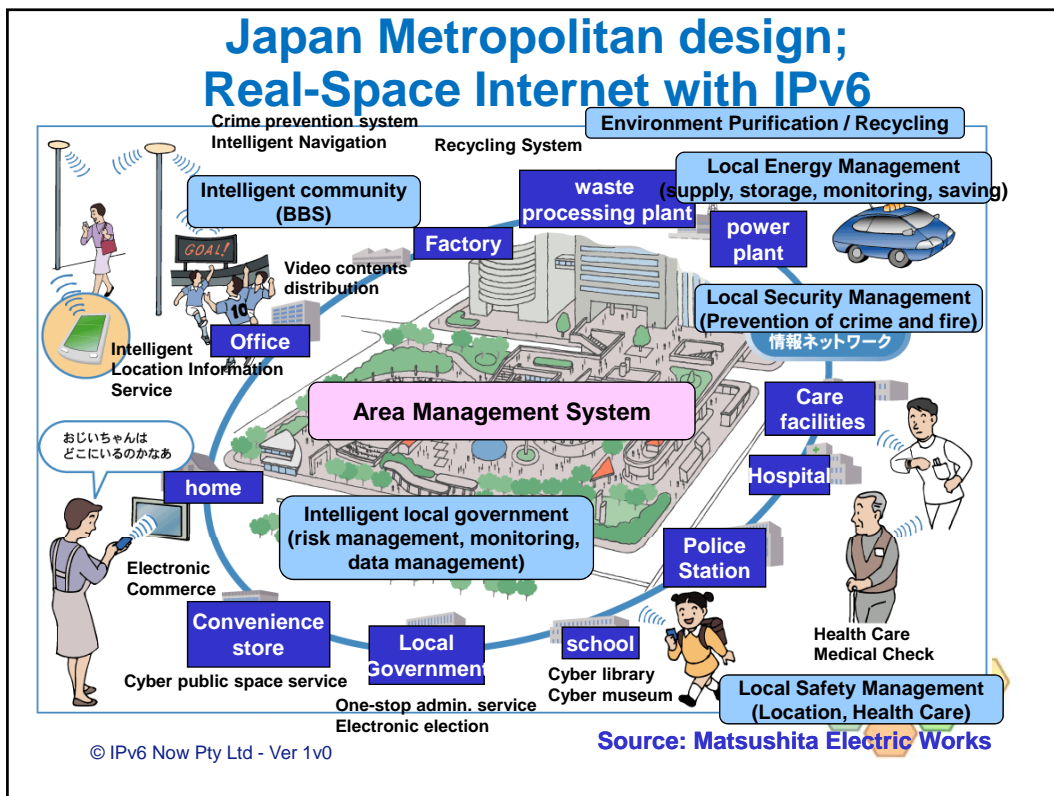 Japan Metropolitan design;
Real-Space Internet with IPv6
Crime prevention system
Intelligent Navigation
Recycling System
Environment Purification / Recycling
Local Energy Management
(supply, storage, monitoring, saving)
Intelligent community
(BBS)
waste
processing plant
power
plant
Factory
GOAL!
10
Video contents
distribution
Office
Local Security Management
(Prevention of crime and fire)
情報ネットワーク
Intelligent
Location Information
Service
Area Management System
Care
facilities
おじいちゃんは
どこにいるのかなあ
home
Hospital
Intelligent local government
(risk management, monitoring,
data management)
Police
Station
Electronic
Commerce
Convenience
store
Local
Government
school
Health Care
Medical Check
Cyber public space service
Cyber library
Cyber museum
One-stop admin. service
Electronic election
Local Safety Management
(Location, Health Care)
© IPv6 Now Pty Ltd - Ver 1v0
Source: Matsushita Electric Works